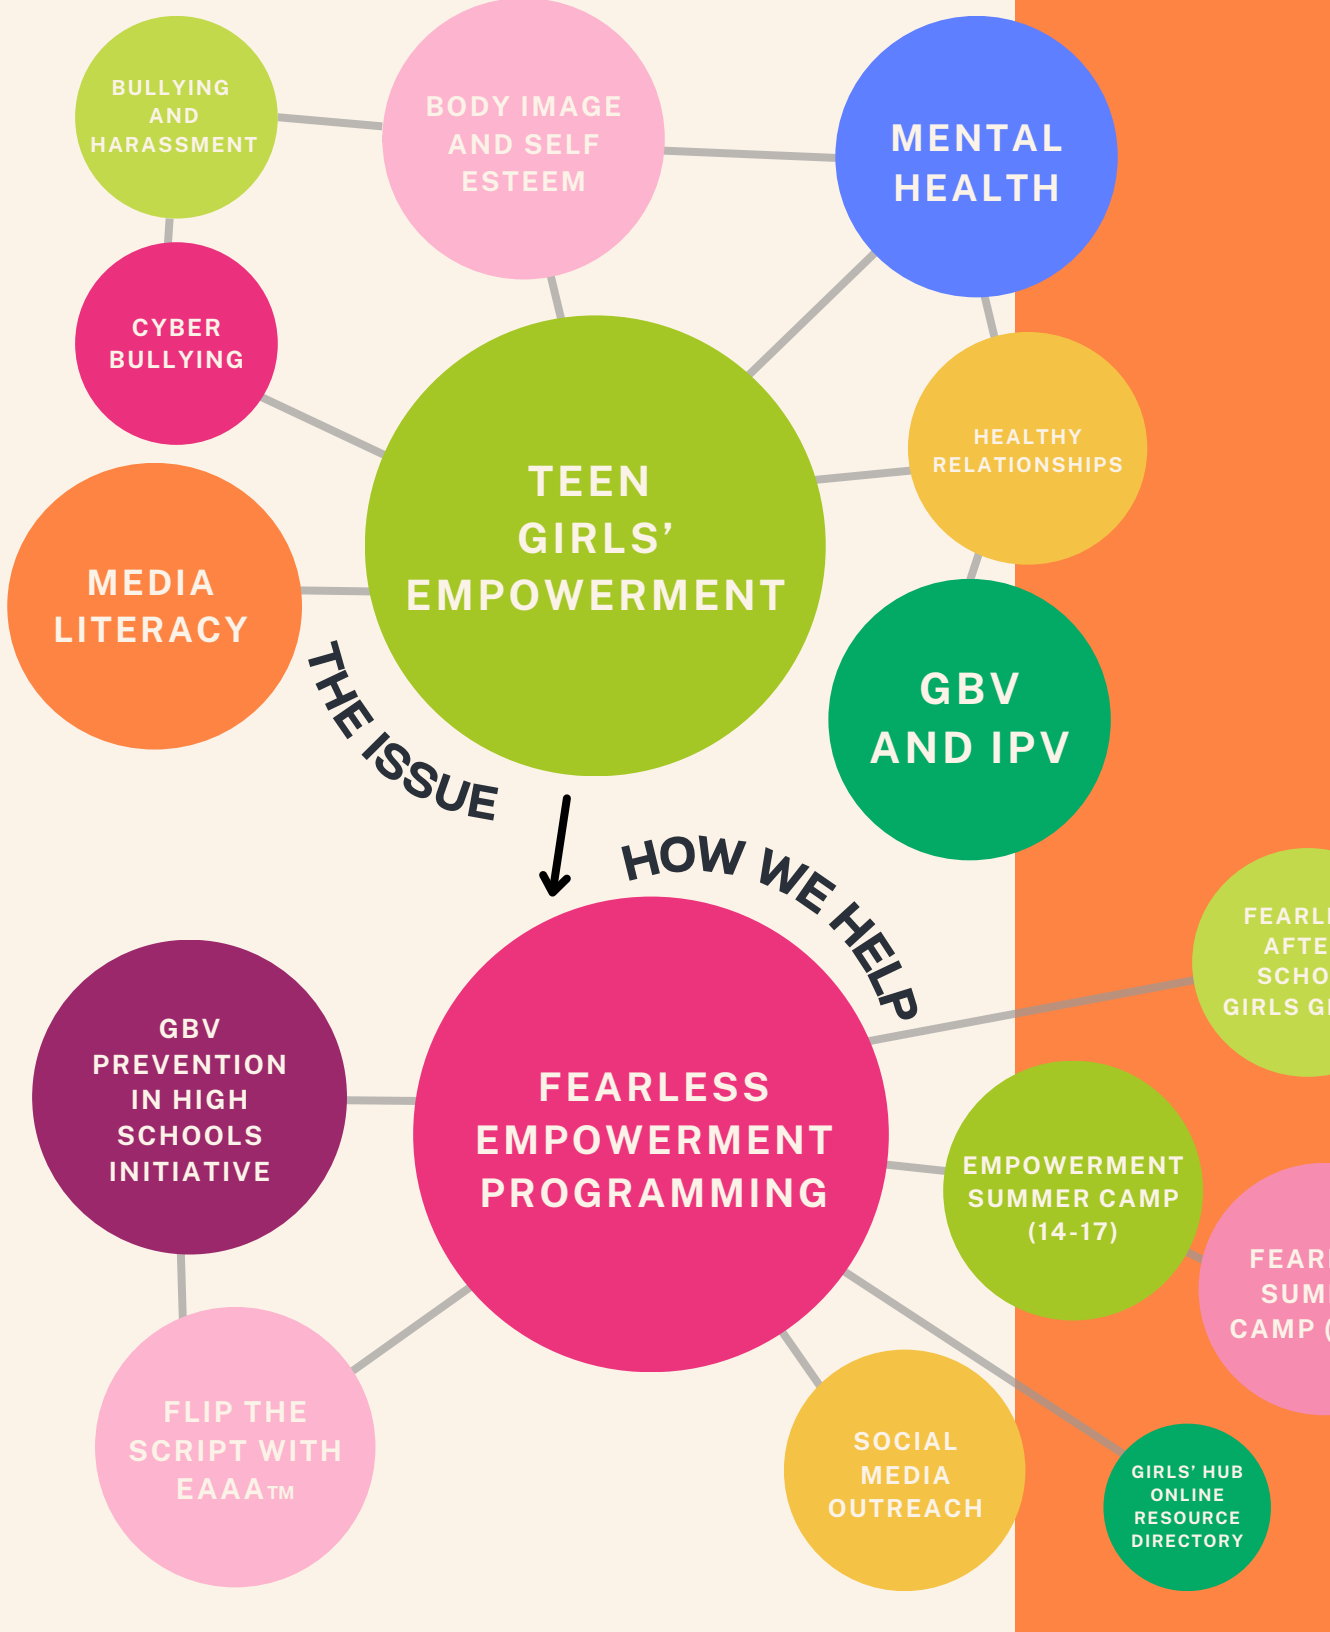 BULLYING
AND
HARASSMENT
BODY IMAGE
AND SELF
ESTEEM
MENTAL
HEALTH
CYBER
BULLYING
TEEN
GIRLS’
EMPOWERMENT
HEALTHY
RELATIONSHIPS
MEDIA
LITERACY
GBV
AND IPV
THE ISSUE
HOW WE HELP
GBV
PREVENTION
IN HIGH
SCHOOLS
INITIATIVE
FEARLESS
EMPOWERMENT
PROGRAMMING
GIRLS
EMPOWERMENT
SUMMER CAMP
(14-17)
CAMP
FLIP THE
SCRIPT WITH
EAAA™
SOCIAL
MEDIA
OUTREACH
GIRLS’ HUB
ONLINE
RESOURCE
DIRECTORY